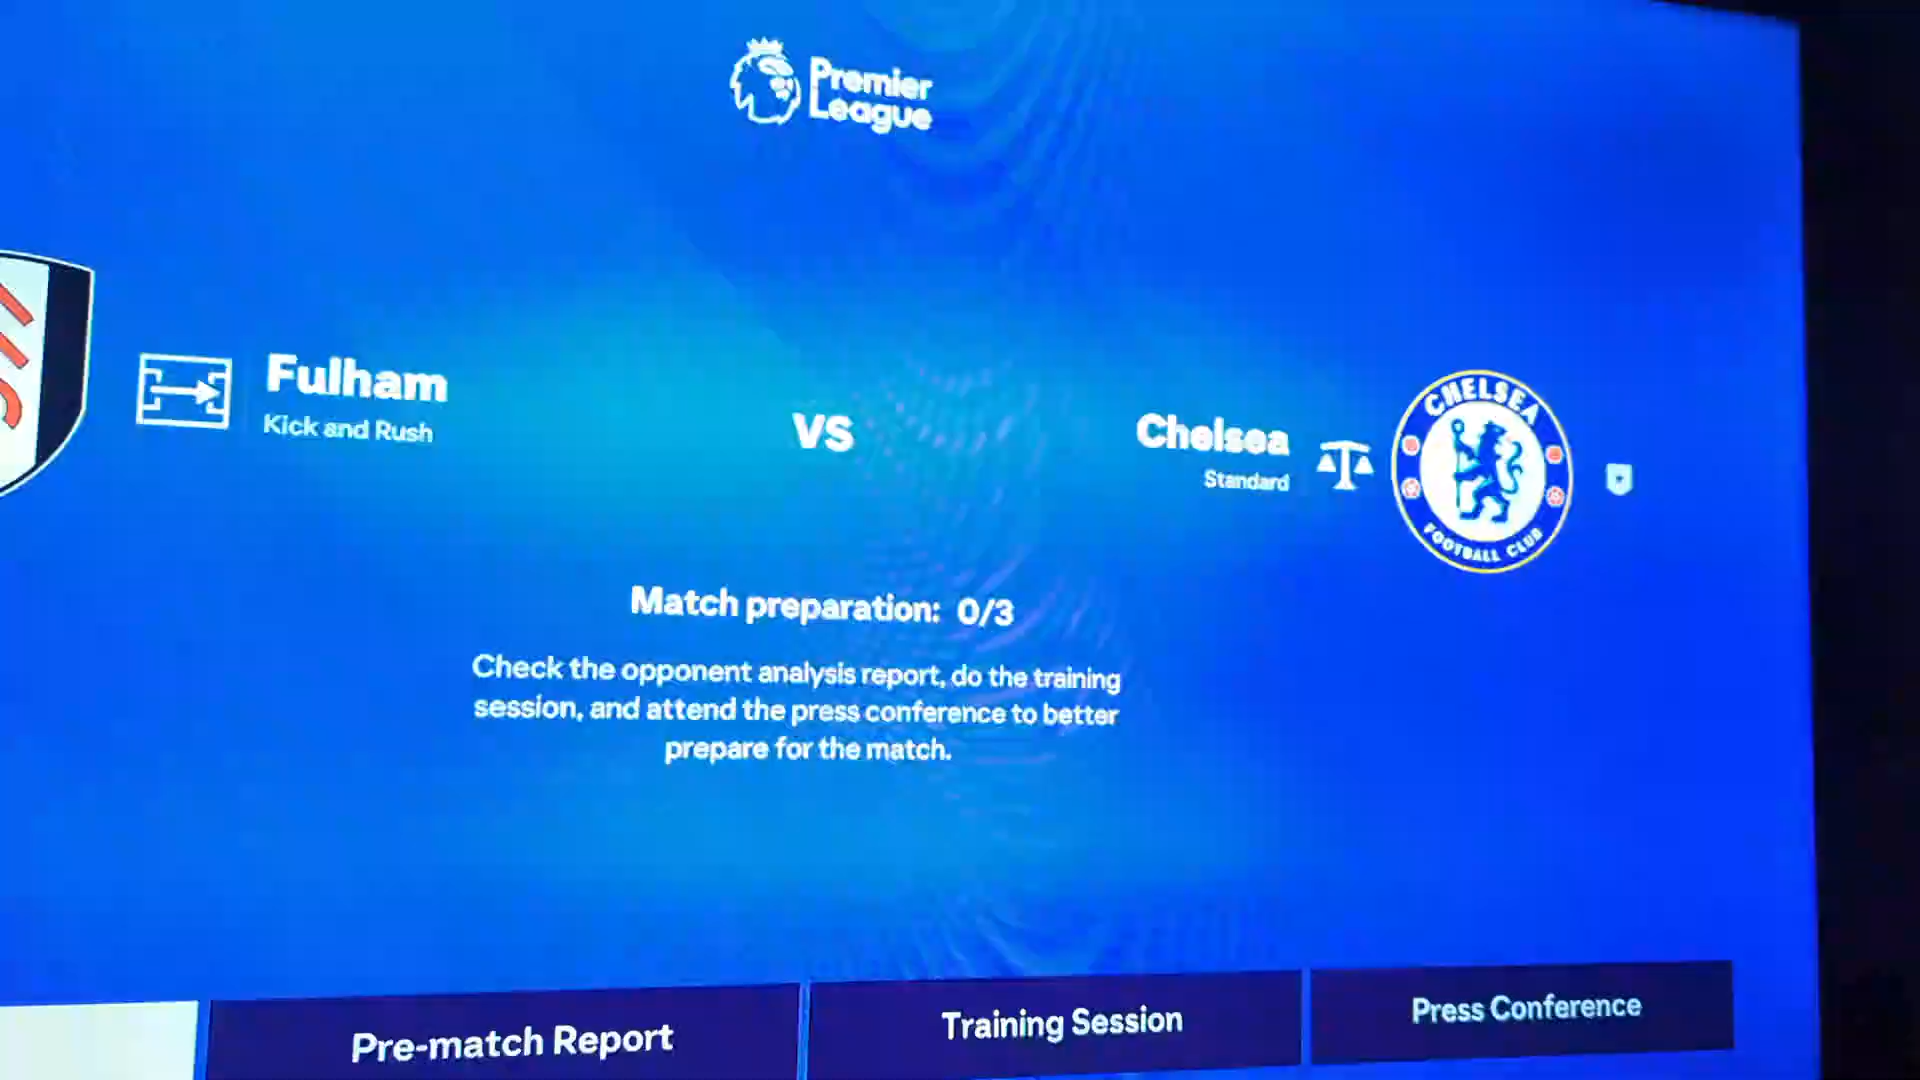 Premier
League
Fulham
Kick and Rush
VS
Chelsea
Standard
CHELSEA
FOOTBALL CLUB
Match preparation: 0/3
Check the opponent analysis report, do the training
session, and attend the press conference to better
prepare for the match.
Pre-match Report
Training Session
Press Conference